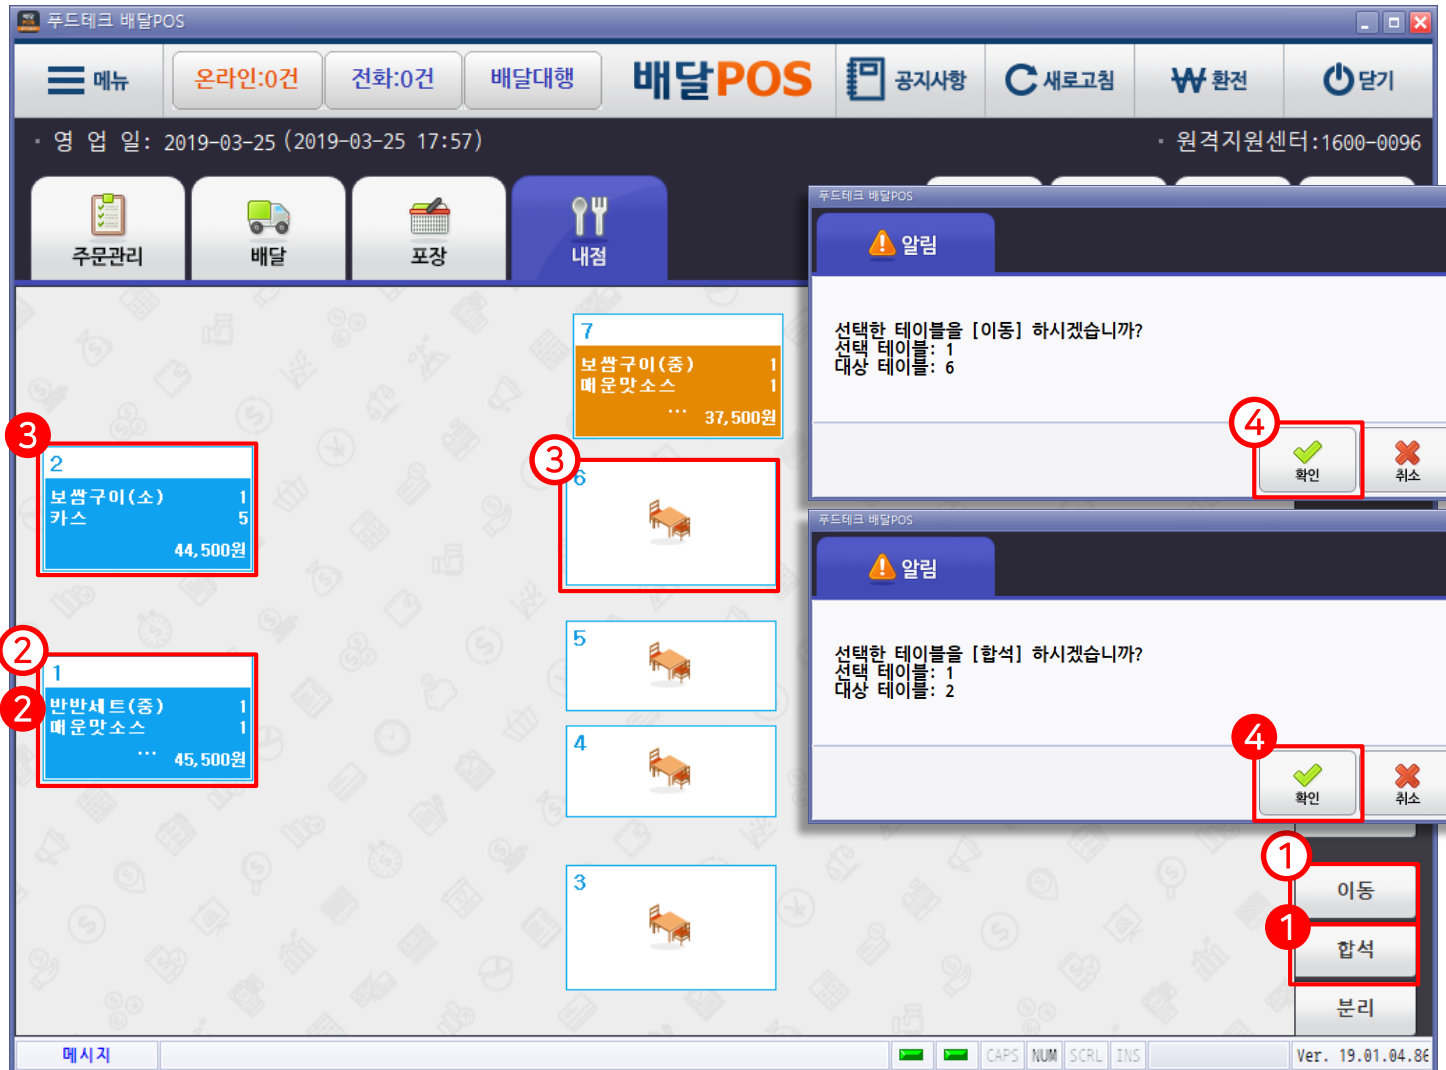 푸드테크 배달POS
메뉴
온라인:0건
전화:0건
배달대행
배달POS
공지사항
새로고침
₩ 환전
닫기
· 영 업 일: 2019-03-25 (2019-03-25 17:57)
· 원격지원센터:1600-0096
주문관리
배달
포장
내점
푸드테크 배달POS
알림
선택한 테이블을 [이동] 하시겠습니까?
선택 테이블: 1
대상 테이블: 6
4
확인
취소
7
보쌈구이(중) 1
매운맛소스 1
... 37,500원
3
2
보쌈구이(소) 1
카스 5
44,500원
3
6
푸드테크 배달POS
알림
선택한 테이블을 [합석] 하시겠습니까?
선택 테이블: 1
대상 테이블: 2
4
확인
취소
2
1
2
반반세트(중) 1
매운맛소스 1
... 45,500원
5
4
3
1
이동
1
합석
분리
메시지
CAPS NUM SCRL INS
Ver. 19.01.04.86